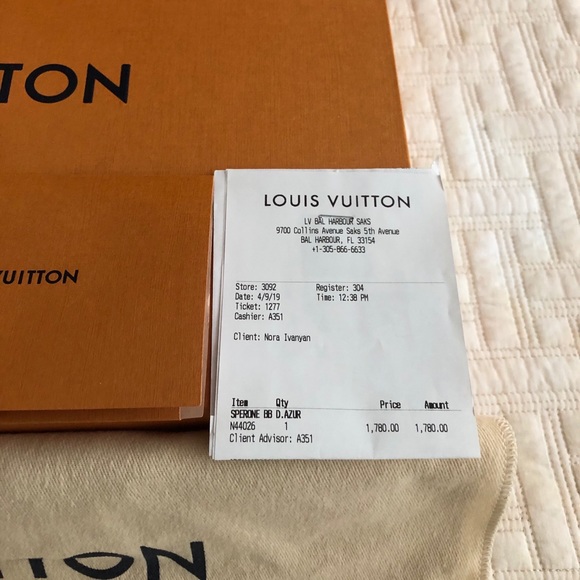 TTON
VUITTON
LOUIS VUITTON
LV BAL HARBOUR SAKS
9700 Collins Avenue Saks 5th Avenue
BAL HARBOUR, FL 33154
+1-305-866-6633
Store: 3092 Register: 304
Date: 4/9/19 Time: 12:38 PM
Ticket: 1277
Cashier: A351
Client: Nora Ivanyan
Item Qty Price Amount
SPERONE BB D.AZUR
N44026 1 1,780.00 1,780.00
Client Advisor: A351
ITTON